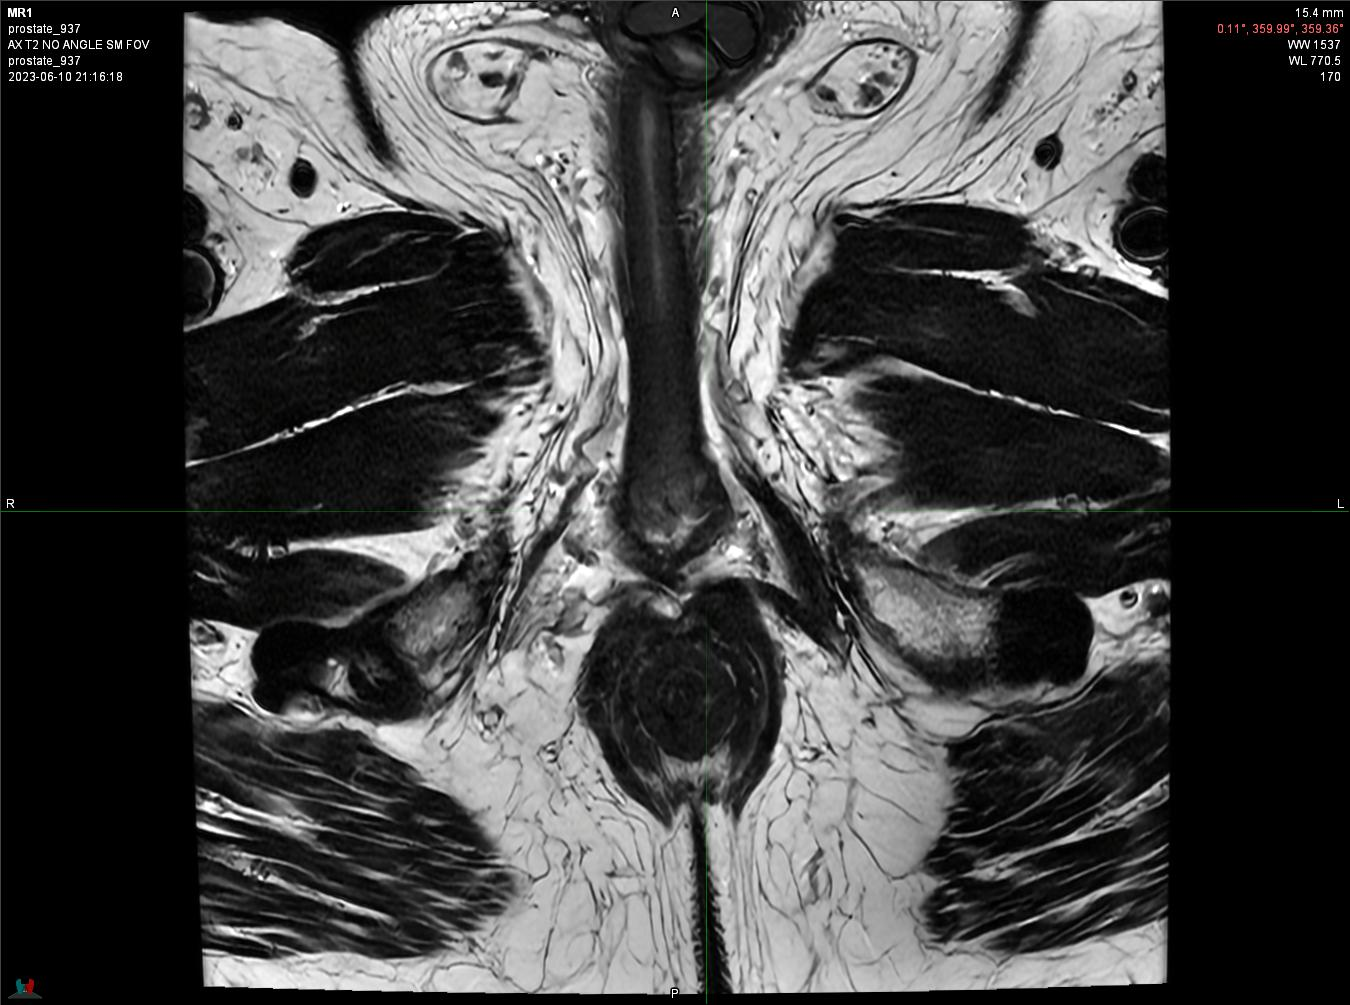 MR1
prostate_937
AX T2 NO ANGLE SM FOV
prostate_937
2023-06-10 21:16:18
A
15.4 mm
0.11°, 359.99°, 359.36°
WW 1537
WL 770.5
170
R
L
P